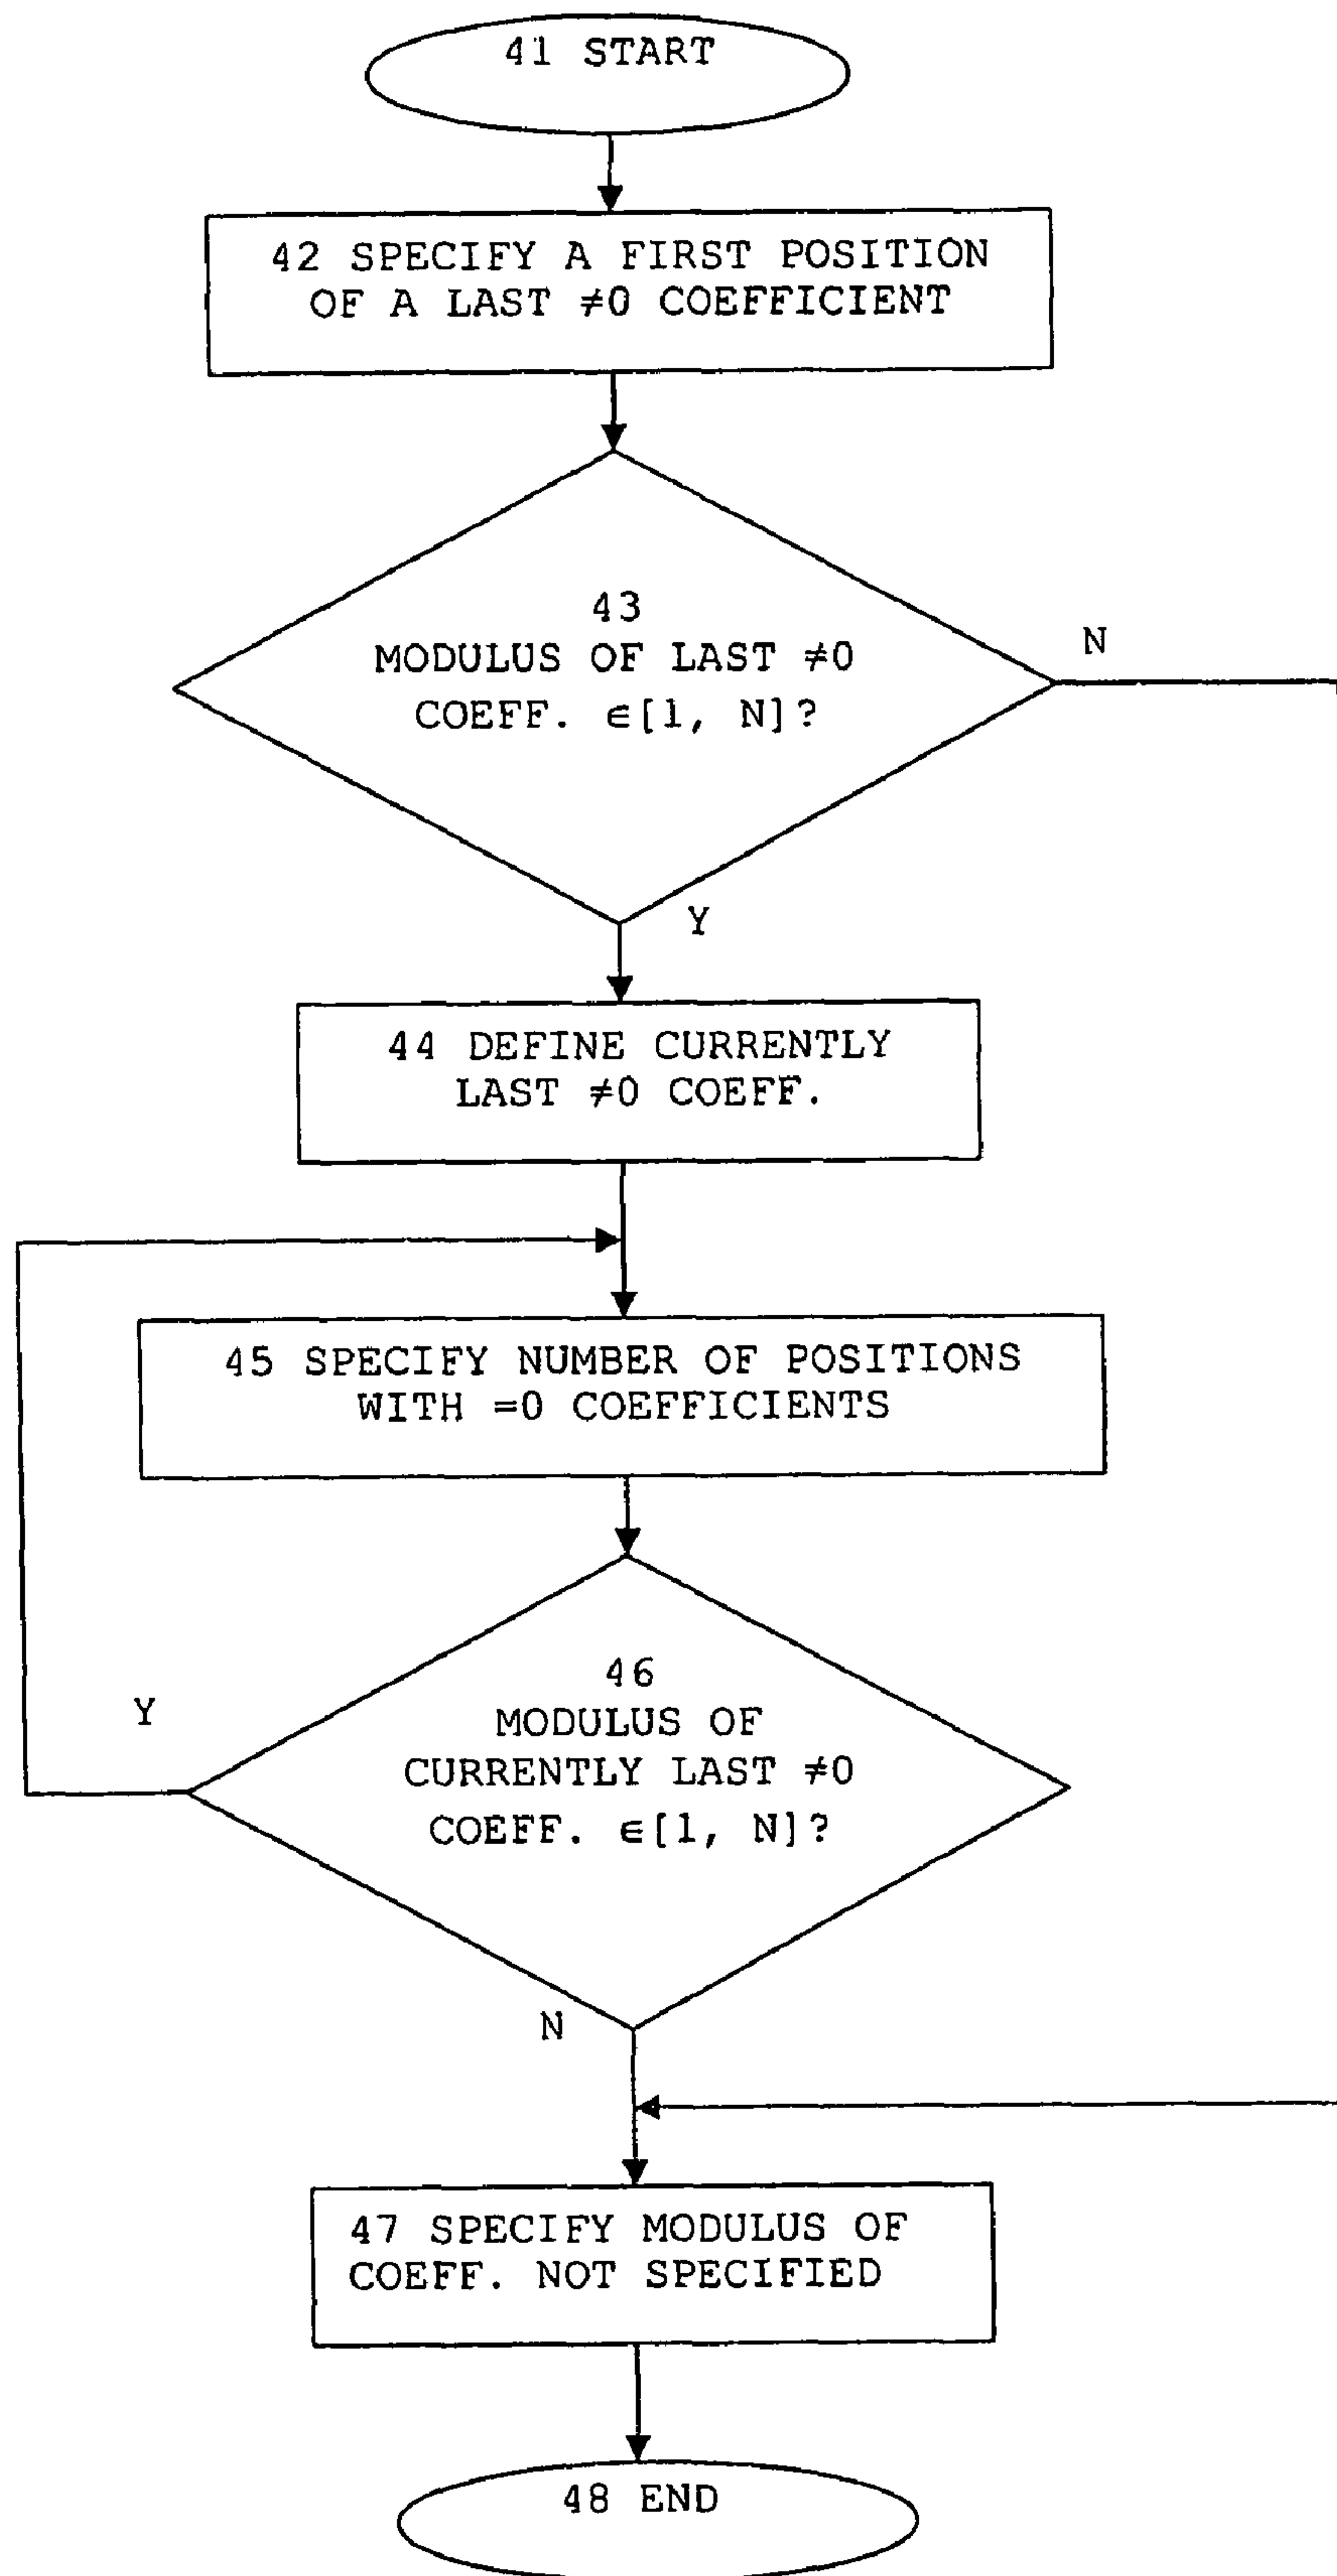 41 START
42 SPECIFY A FIRST POSITION
OF A LAST ≠0 COEFFICIENT
43
MODULUS OF LAST ≠0
COEFF. ∈[1, N]?
N
Y
44 DEFINE CURRENTLY
LAST ≠0 COEFF.
45 SPECIFY NUMBER OF POSITIONS
WITH =0 COEFFICIENTS
46
MODULUS OF
CURRENTLY LAST ≠0
COEFF. ∈[1, N]?
Y
N
47 SPECIFY MODULUS OF
COEFF. NOT SPECIFIED
48 END